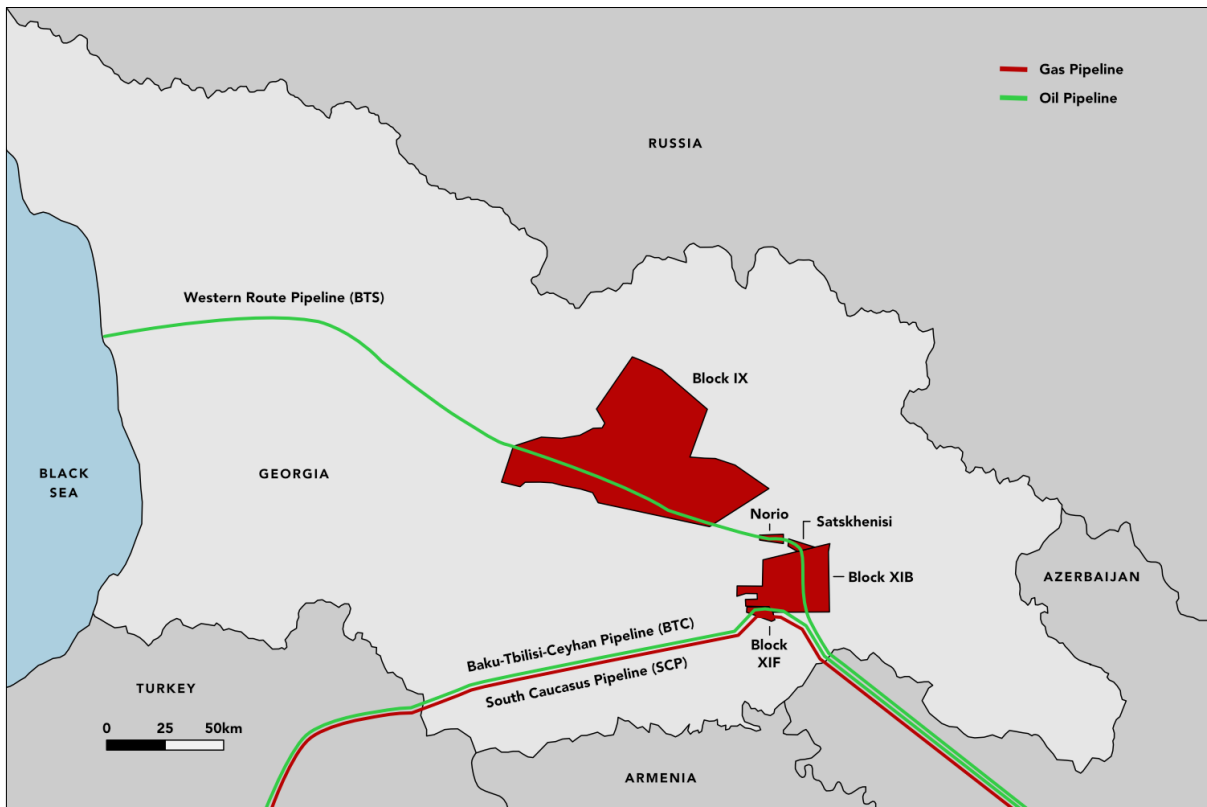 Gas Pipeline
Oil Pipeline
RUSSIA
Western Route Pipeline (BTS)
Block IX
BLACK
SEA
GEORGIA
Norio
Satskhenisi
Block XIB
AZERBAIJAN
Baku-Tbilisi-Ceyhan Pipeline (BTC)
South Caucasus Pipeline (SCP)
Block
XIF
TURKEY
0 25 50km
ARMENIA